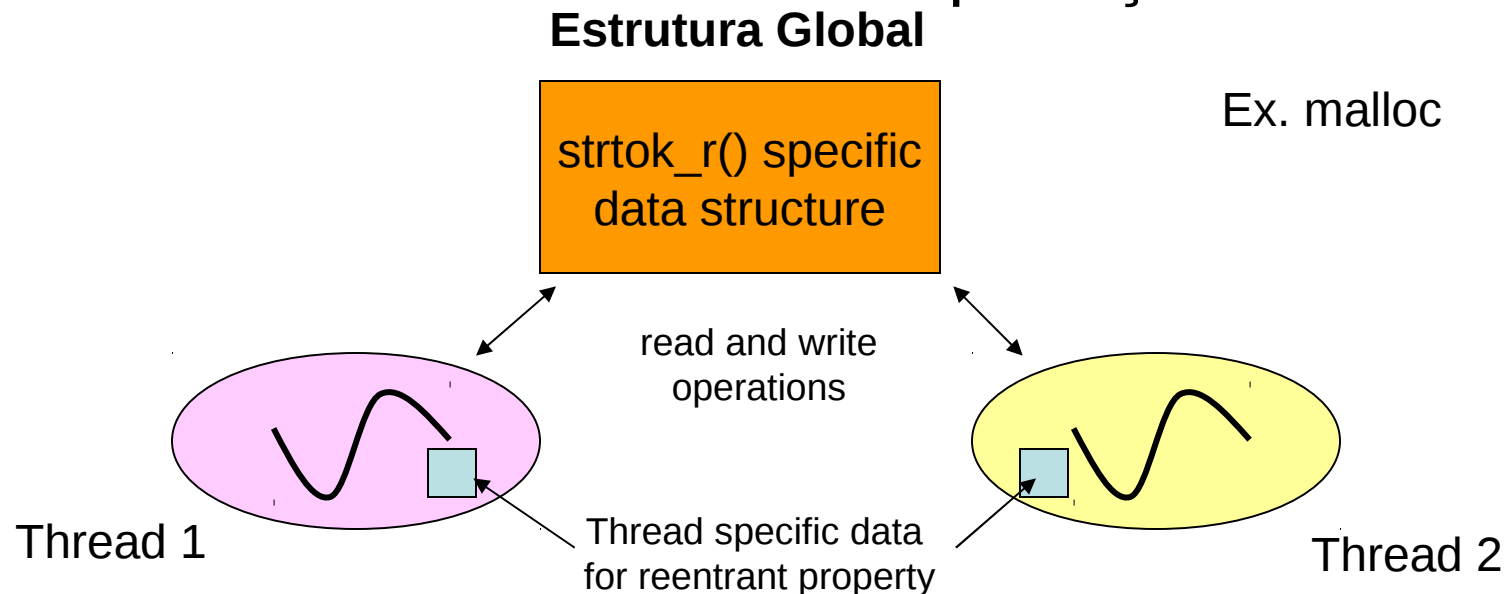 Estrutura Global
Ex. malloc
strtok_r() specific
data structure
read and write
operations
Thread 1
Thread specific data
for reentrant property
Thread 2